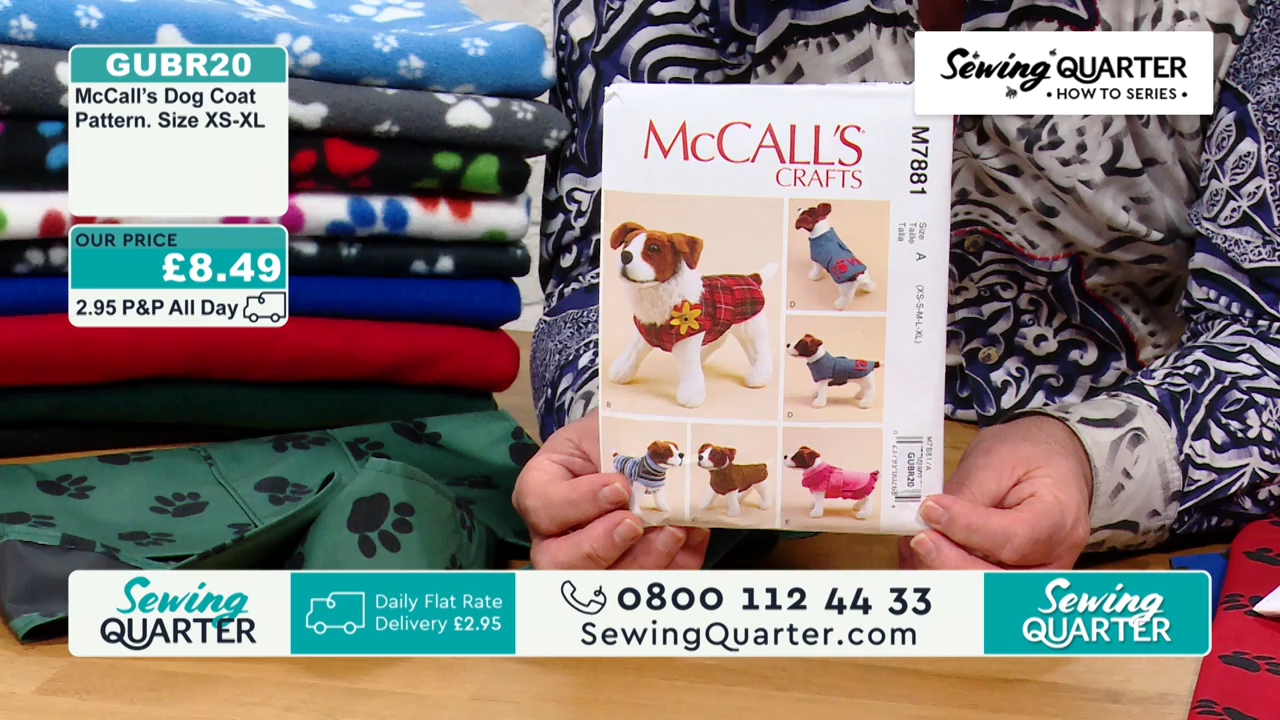 GUBR20
McCall's Dog Coat
Pattern. Size XS-XL
OUR PRICE
£8.49
2.95 P&P All Day
Sewing QUARTER
• HOW TO SERIES •
McCALL'S
CRAFTS
M7881
Size
Taille
Talla
A
(XS-S-M-L-XL)
D
B
D
E
M7881/A
GUBR20
Sewing
QUARTER
Daily Flat Rate
Delivery £2.95
0800 112 44 33
SewingQuarter.com
Sewing
QUARTER